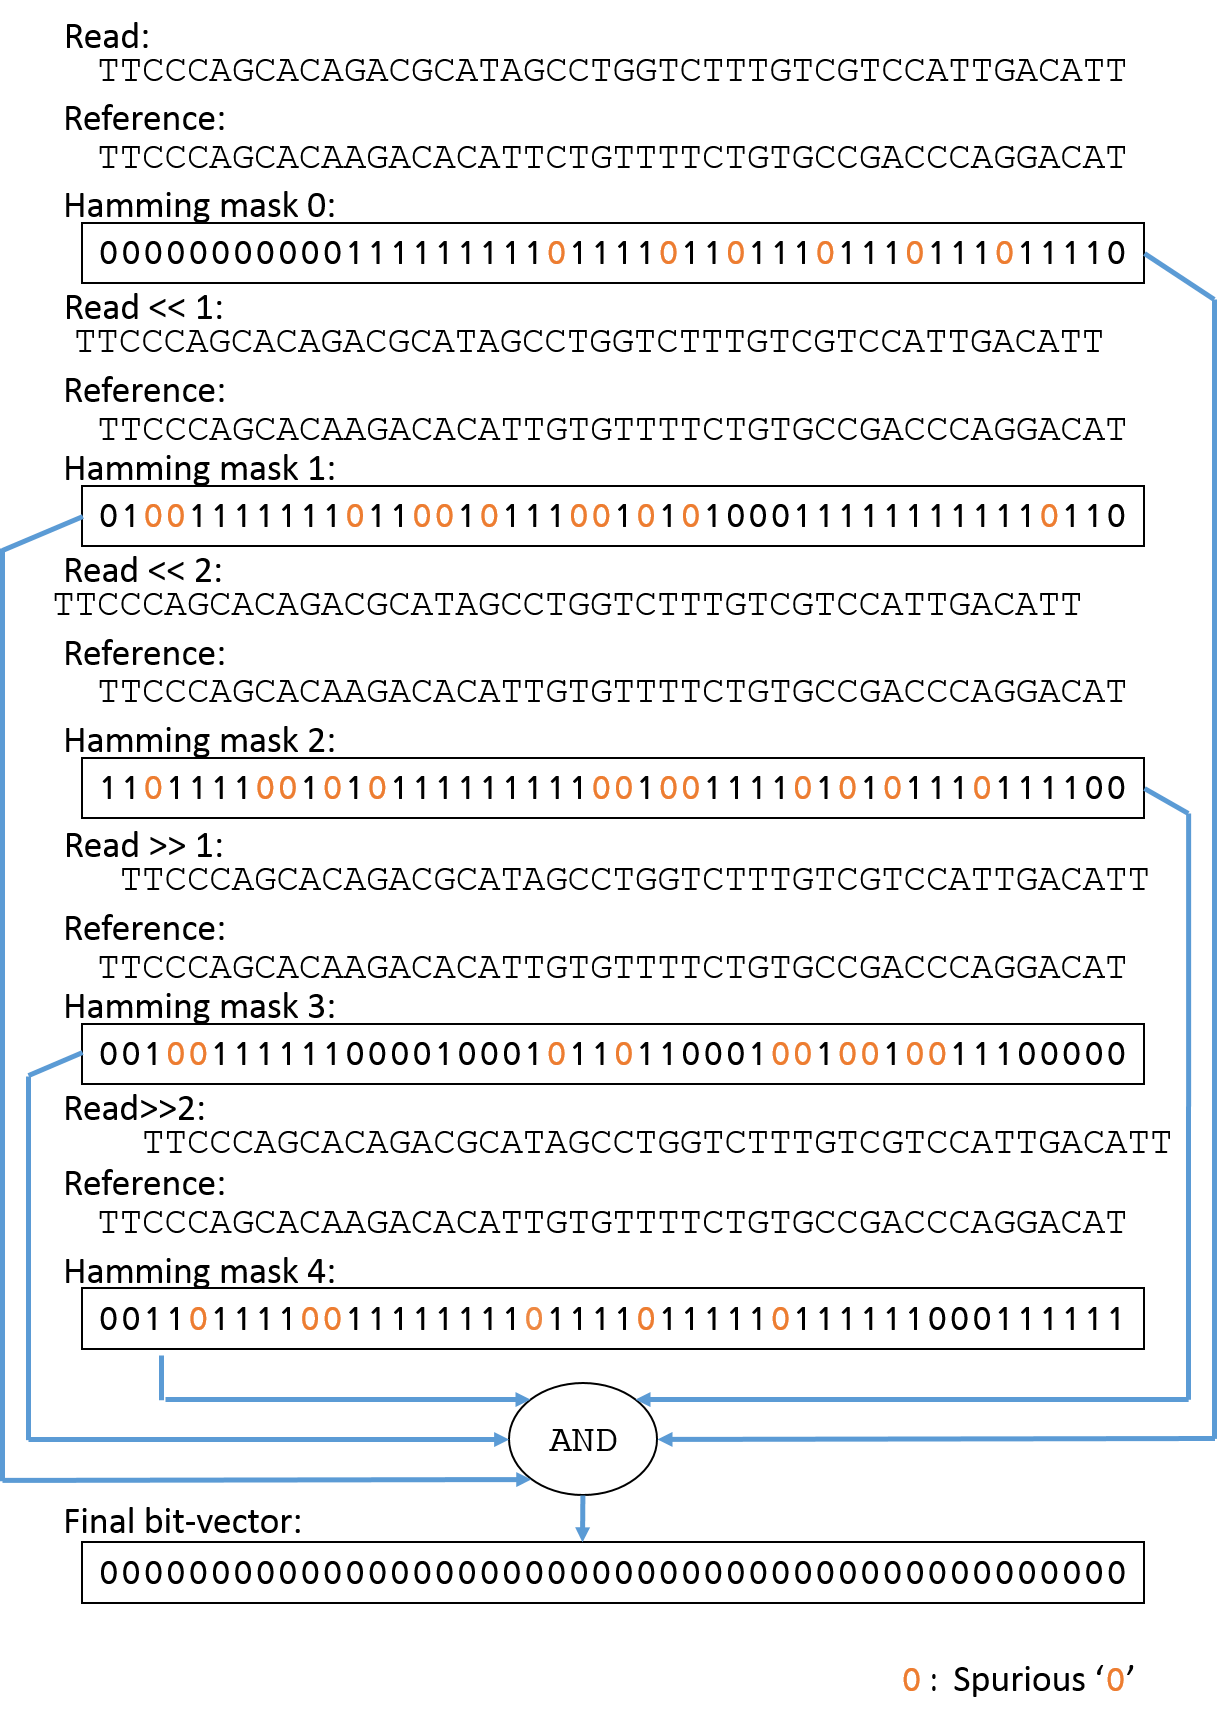 Read:
TTCCCAGCACAGACGCATAGCCTGGTCTTTGTCGTCCATTGACATT
Reference:
TTCCCAGCACAAGACACATTCTGTTTTCTGTGCCGACCCAGGACAT
Hamming mask 0:
0000000000011111111101111011011101110111011110
Read << 1:
TTCCCAGCACAGACGCATAGCCTGGTCTTTGTCGTCCATTGACATT
Reference:
TTCCCAGCACAAGACACATTGTGTTTTCTGTGCCGACCCAGGACAT
Hamming mask 1:
0100111111101100101110010101000111111111110110
Read << 2:
TTCCCAGCACAGACGCATAGCCTGGTCTTTGTCGTCCATTGACATT
Reference:
TTCCCAGCACAAGACACATTGTGTTTTCTGTGCCGACCCAGGACAT
Hamming mask 2:
1101111001010111111111001001111010101110111100
Read >> 1:
TTCCCAGCACAGACGCATAGCCTGGTCTTTGTCGTCCATTGACATT
Reference:
TTCCCAGCACAAGACACATTGTGTTTTCTGTGCCGACCCAGGACAT
Hamming mask 3:
0010011111100001000101101100010010010011100000
Read>>2:
TTCCCAGCACAGACGCATAGCCTGGTCTTTGTCGTCCATTGACATT
Reference:
TTCCCAGCACAAGACACATTGTGTTTTCTGTGCCGACCCAGGACAT
Hamming mask 4:
0011011110011111111011110111110111111000111111
AND
Final bit-vector:
0000000000000000000000000000000000000000000000
0 : Spurious ‘0’